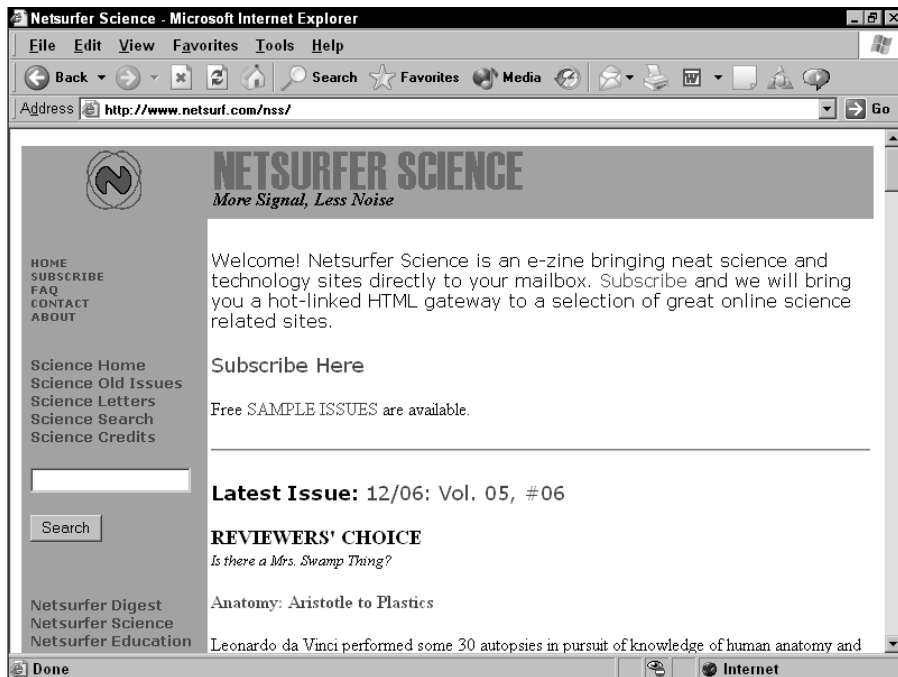 Netsurfer Science - Microsoft Internet Explorer
File Edit View Favorites Tools Help
Back Search Favorites Media
Address http://www.netsurf.com/nss/ Go
NETSURFER SCIENCE
More Signal, Less Noise
HOME
SUBSCRIBE
FAQ
CONTACT
ABOUT
Science Home
Science Old Issues
Science Letters
Science Search
Science Credits
Search
Netsurfer Digest
Netsurfer Science
Netsurfer Education
Welcome! Netsurfer Science is an e-zine bringing neat science and
technology sites directly to your mailbox. Subscribe and we will bring
you a hot-linked HTML gateway to a selection of great online science
related sites.
Subscribe Here
Free SAMPLE ISSUES are available.
Latest Issue: 12/06: Vol. 05, #06
REVIEWERS' CHOICE
Is there a Mrs. Swamp Thing?
Anatomy: Aristotle to Plastics
Leonardo da Vinci performed some 30 autopsies in pursuit of knowledge of human anatomy and
Done Internet